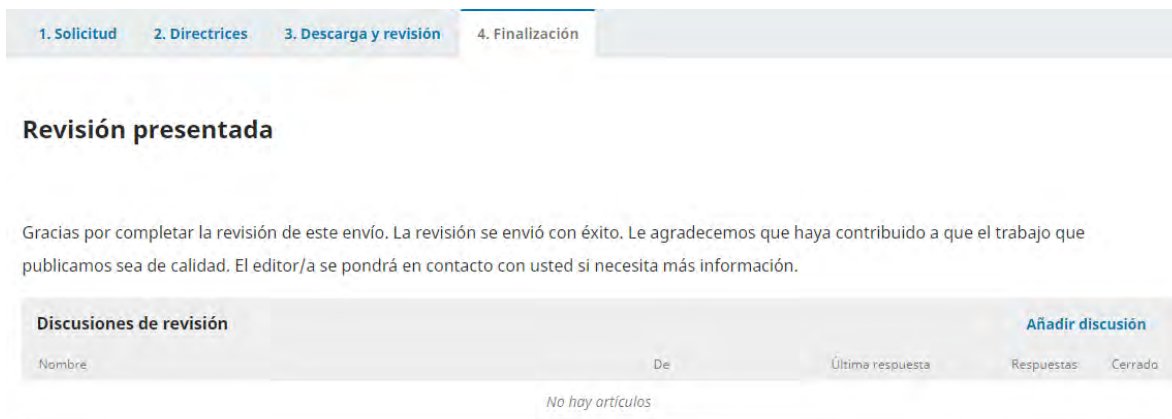 1. Solicitud 2. Directrices 3. Descarga y revisión 4. Finalización
Revisión presentada
Gracias por completar la revisión de este envío. La revisión se envió con éxito. Le agradecemos que haya contribuido a que el trabajo que
publicamos sea de calidad. El editor/a se pondrá en contacto con usted si necesita más información.
Discusiones de revisión Añadir discusión
Nombre De Última respuesta Respuestas Cerrado
No hay artículos